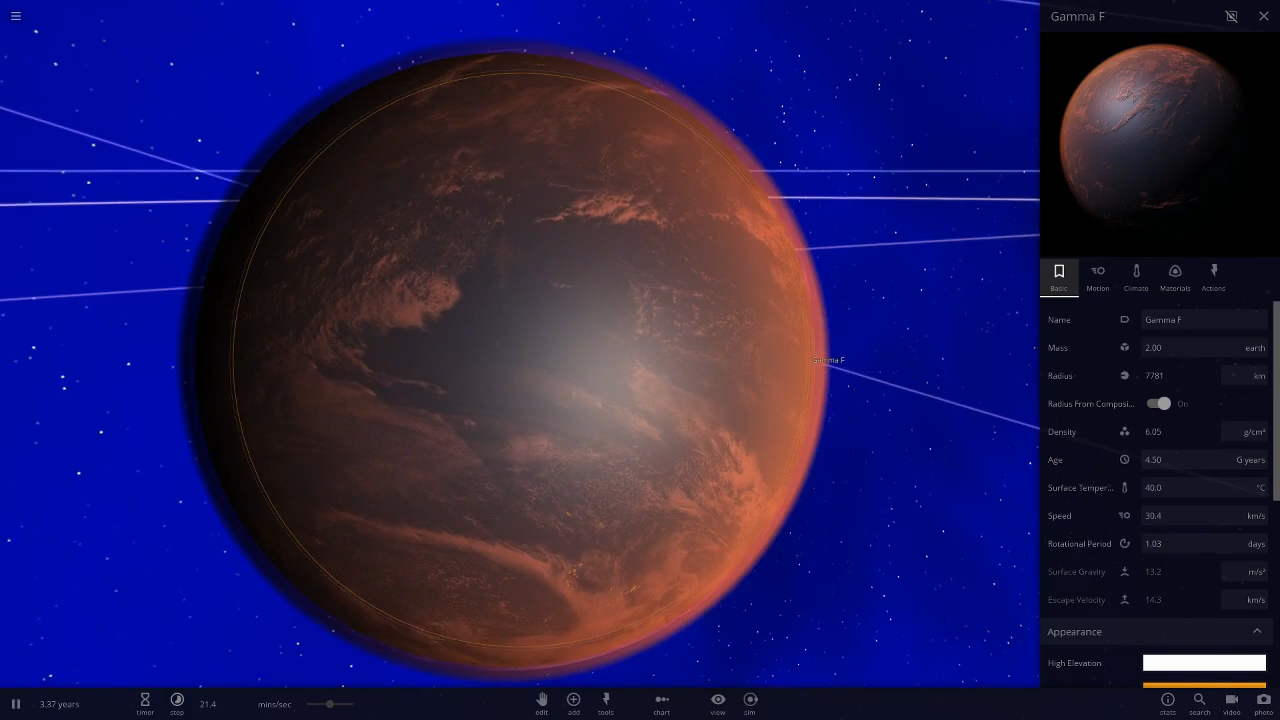 Gamma F
Basic Motion Climate Materials Actions
Name Gamma F
Mass 2.00 earth
Radius 7781 km
Radius From Composi... On
Density 6.05 g/cm³
Gamma F
Age 4.50 G years
Surface Temper... 40.0 °C
Speed 30.4 km/s
Rotational Period 1.03 days
Surface Gravity 13.2 m/s²
Escape Velocity 14.3 km/s
Appearance
High Elevation
3.37 years timer step 21.4 mins/sec edit add tools chart view sim stats search video photo